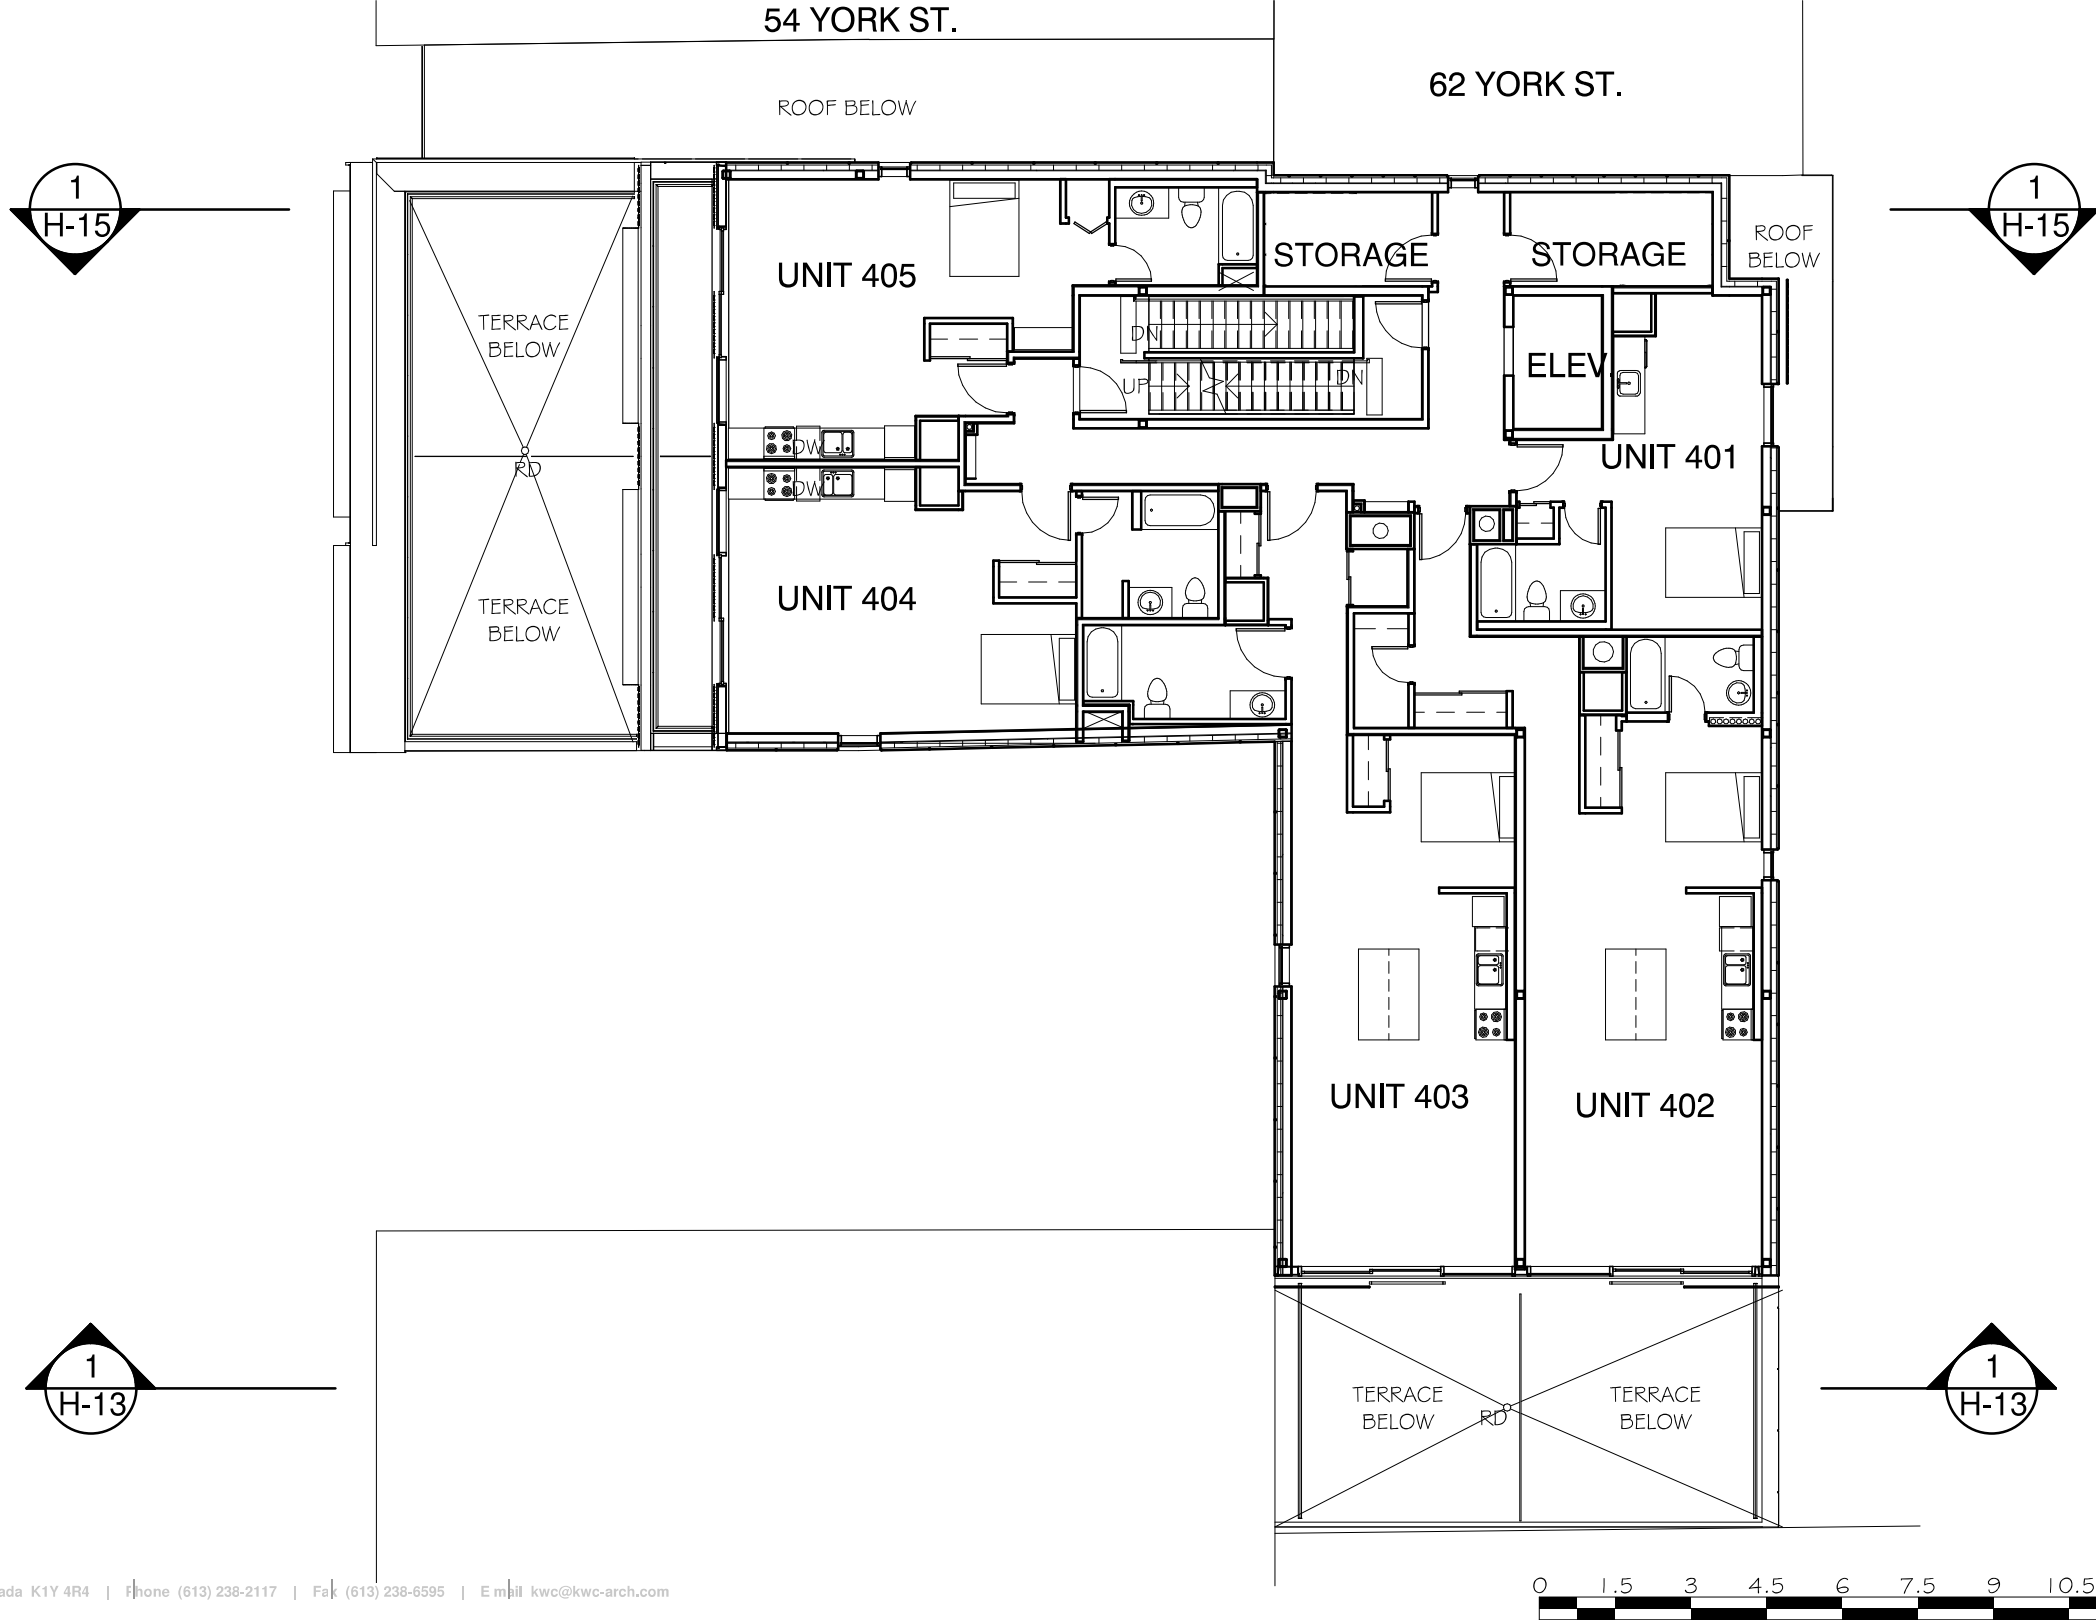 54 YORK ST.
62 YORK ST.
ROOF BELOW
1
H-15
1
H-15
ROOF
BELOW
STORAGE
STORAGE
UNIT 405
TERRACE
BELOW
DN
ELEV.
UP
DN
DW
UNIT 401
RD
DW
UNIT 404
TERRACE
BELOW
UNIT 403
UNIT 402
1
H-13
1
H-13
TERRACE
BELOW
RD
TERRACE
BELOW
ada K1Y 4R4 | Phone (613) 238-2117 | Fax (613) 238-6595 | E mail kwc@kwc-arch.com
0 1.5 3 4.5 6 7.5 9 10.5